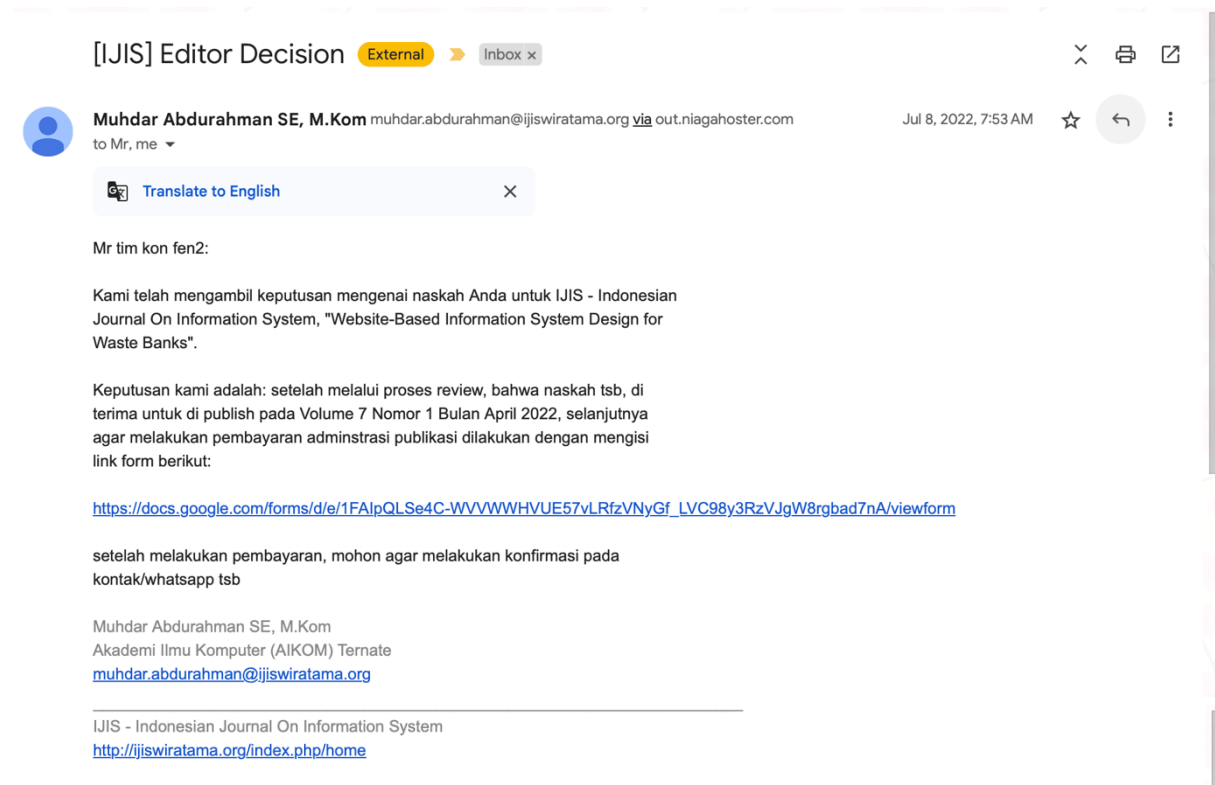 [IJIS] Editor Decision External Inbox x
Muhdar Abdurahman SE, M.Kom muhdar.abdurahman@ijiswiratama.org via out.niagahoster.com Jul 8, 2022, 7:53 AM
to Mr, me
Translate to English
Mr tim kon fen2:
Kami telah mengambil keputusan mengenai naskah Anda untuk IJIS - Indonesian
Journal On Information System, "Website-Based Information System Design for
Waste Banks".
Keputusan kami adalah: setelah melalui proses review, bahwa naskah tsb, di
terima untuk di publish pada Volume 7 Nomor 1 Bulan April 2022, selanjutnya
agar melakukan pembayaran adminstrasi publikasi dilakukan dengan mengisi
link form berikut:
https://docs.google.com/forms/d/e/1FAIpQLSe4C-WVVWWHVUE57vLRfzVNyGf_LVC98y3RzVJgW8rgbad7nA/viewform
setelah melakukan pembayaran, mohon agar melakukan konfirmasi pada
kontak/whatsapp tsb
Muhdar Abdurahman SE, M.Kom
Akademi Ilmu Komputer (AIKOM) Ternate
muhdar.abdurahman@ijiswiratama.org
IJIS - Indonesian Journal On Information System
http://ijiswiratama.org/index.php/home